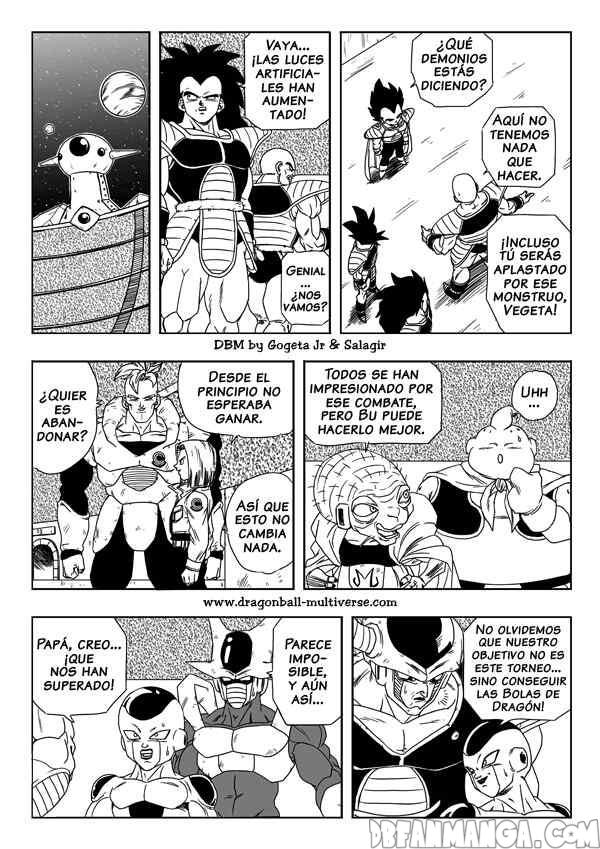 VAYA...
¡LAS LUCES
ARTIFICIA-
LES HAN
AUMEN-
TADO!
GENIAL
...
¿NOS
VAMOS?
¿QUÉ
DEMONIOS
ESTÁS
DICIENDO?
AQUÍ NO
TENEMOS
NADA
QUE
HACER.
¡INCLUSO
TÚ SERÁS
APLASTADO
POR ESE
MONSTRUO,
VEGETA!
DBM by Gogeta Jr & Salagir
¿QUIER
ES
ABAN-
DONAR?
DESDE EL
PRINCIPIO NO
ESPERABA
GANAR.
ASÍ QUE
ESTO NO
CAMBIA
NADA.
TODOS SE HAN
IMPRESIONADO POR
ESE COMBATE,
PERO BU PUEDE
HACERLO MEJOR.
UHH
...
www.dragonball-multiverse.com
PAPÁ, CREO...
¡QUE
NOS HAN
SUPERADO!
PARECE
IMPO-
SIBLE,
Y AÚN
ASÍ...
NO OLVIDEMOS
QUE NUESTRO
OBJETIVO NO ES
ESTE TORNEO...
SINO CONSEGUIR
LAS BOLAS DE
DRAGÓN!
DBFANMANGA.COM